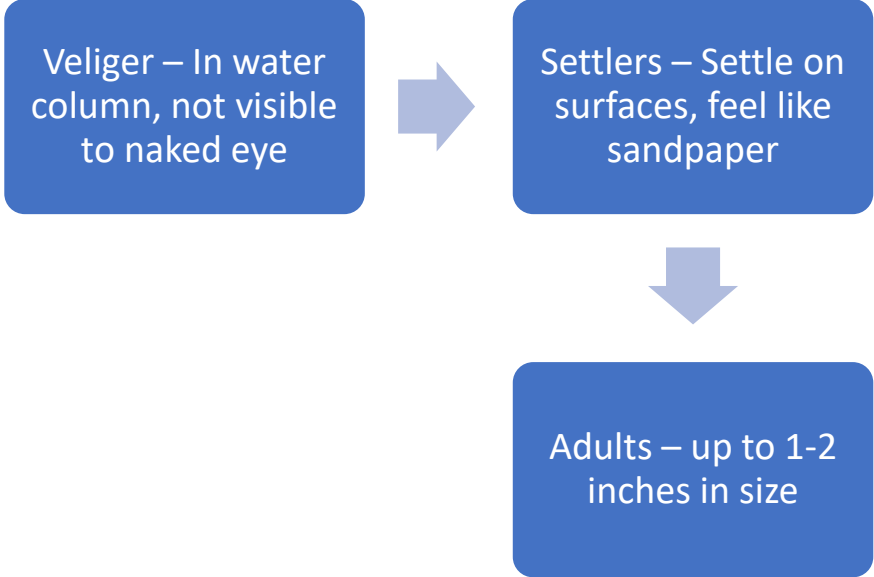 Veliger – In water
column, not visible
to naked eye
Settlers – Settle on
surfaces, feel like
sandpaper
Adults – up to 1-2
inches in size